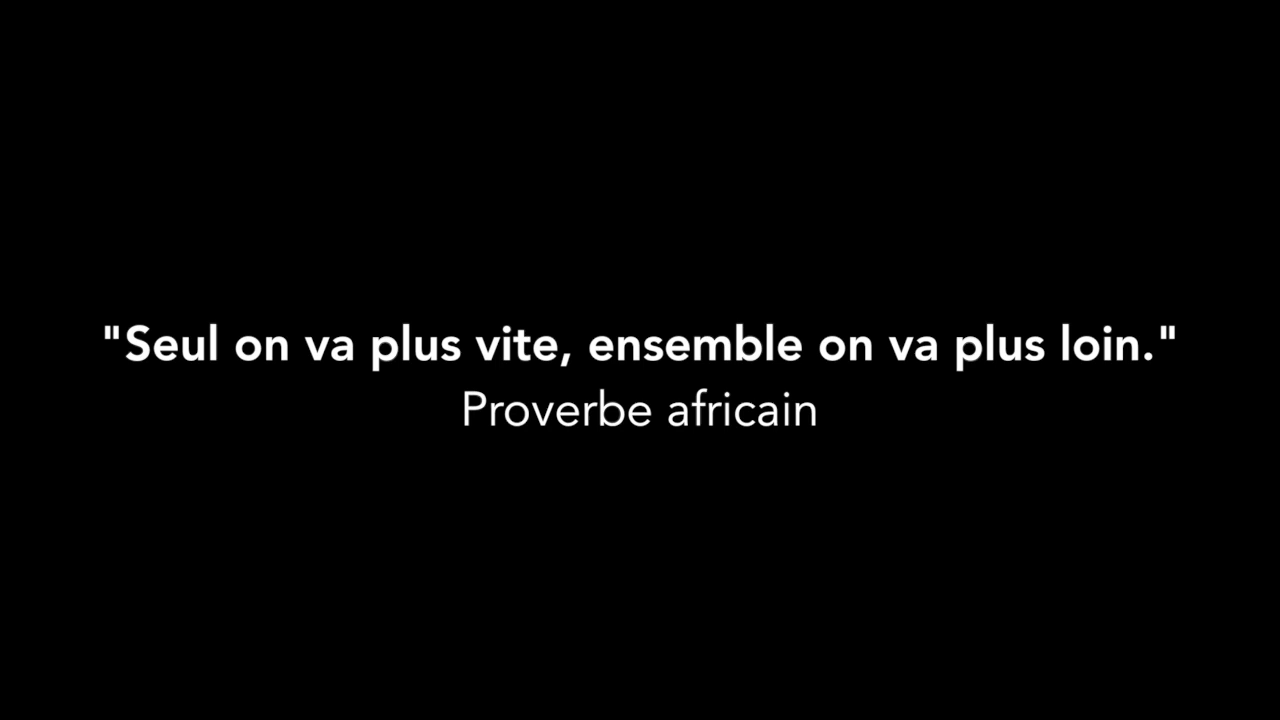 "Seul on va plus vite, ensemble on va plus loin."
Proverbe africain